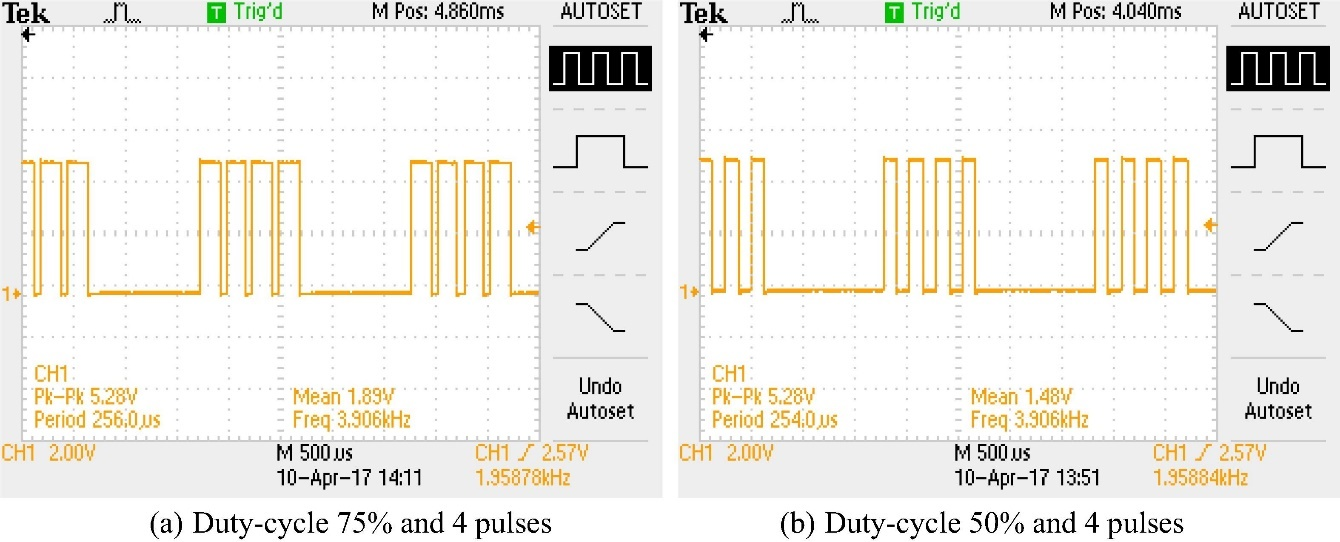 Tek T Trig'd M Pos: 4.860ms AUTOSET
1
CH1
Pk-Pk 5.28V Mean 1.89V
Period 256.0µs Freq 3.906kHz
Undo
Autoset
CH1 2.00V M 500µs CH1 2.57V
10-Apr-17 14:11 1.95878kHz
(a) Duty-cycle 75% and 4 pulses
Tek T Trig'd M Pos: 4.040ms AUTOSET
1
CH1
Pk-Pk 5.28V Mean 1.48V
Period 254.0µs Freq 3.906kHz
Undo
Autoset
CH1 2.00V M 500µs CH1 2.57V
10-Apr-17 13:51 1.95884kHz
(b) Duty-cycle 50% and 4 pulses